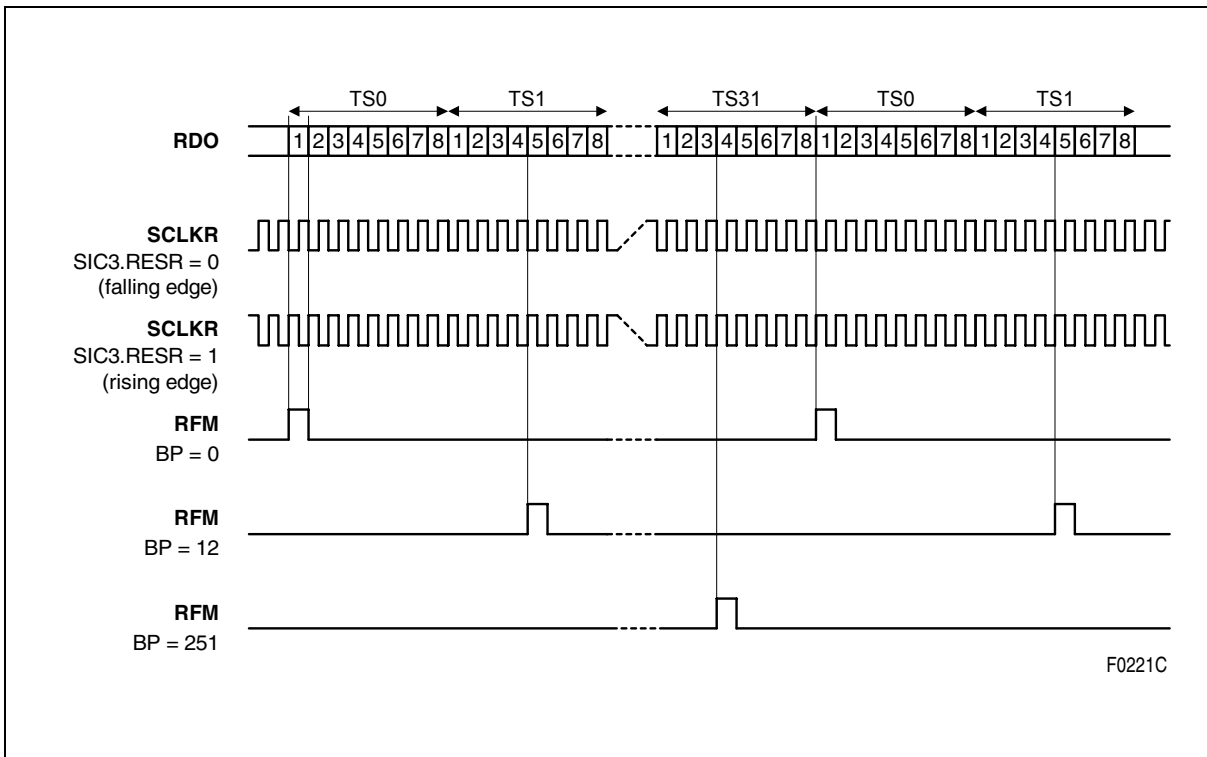 TS0 TS1 TS31 TS0 TS1
RDO 1 2 3 4 5 6 7 8 1 2 3 4 5 6 7 8 1 2 3 4 5 6 7 8 1 2 3 4 5 6 7 8 1 2 3 4 5 6 7 8
SCLKR
SIC3.RESR = 0
(falling edge)
SCLKR
SIC3.RESR = 1
(rising edge)
RFM
BP = 0
RFM
BP = 12
RFM
BP = 251
F0221C